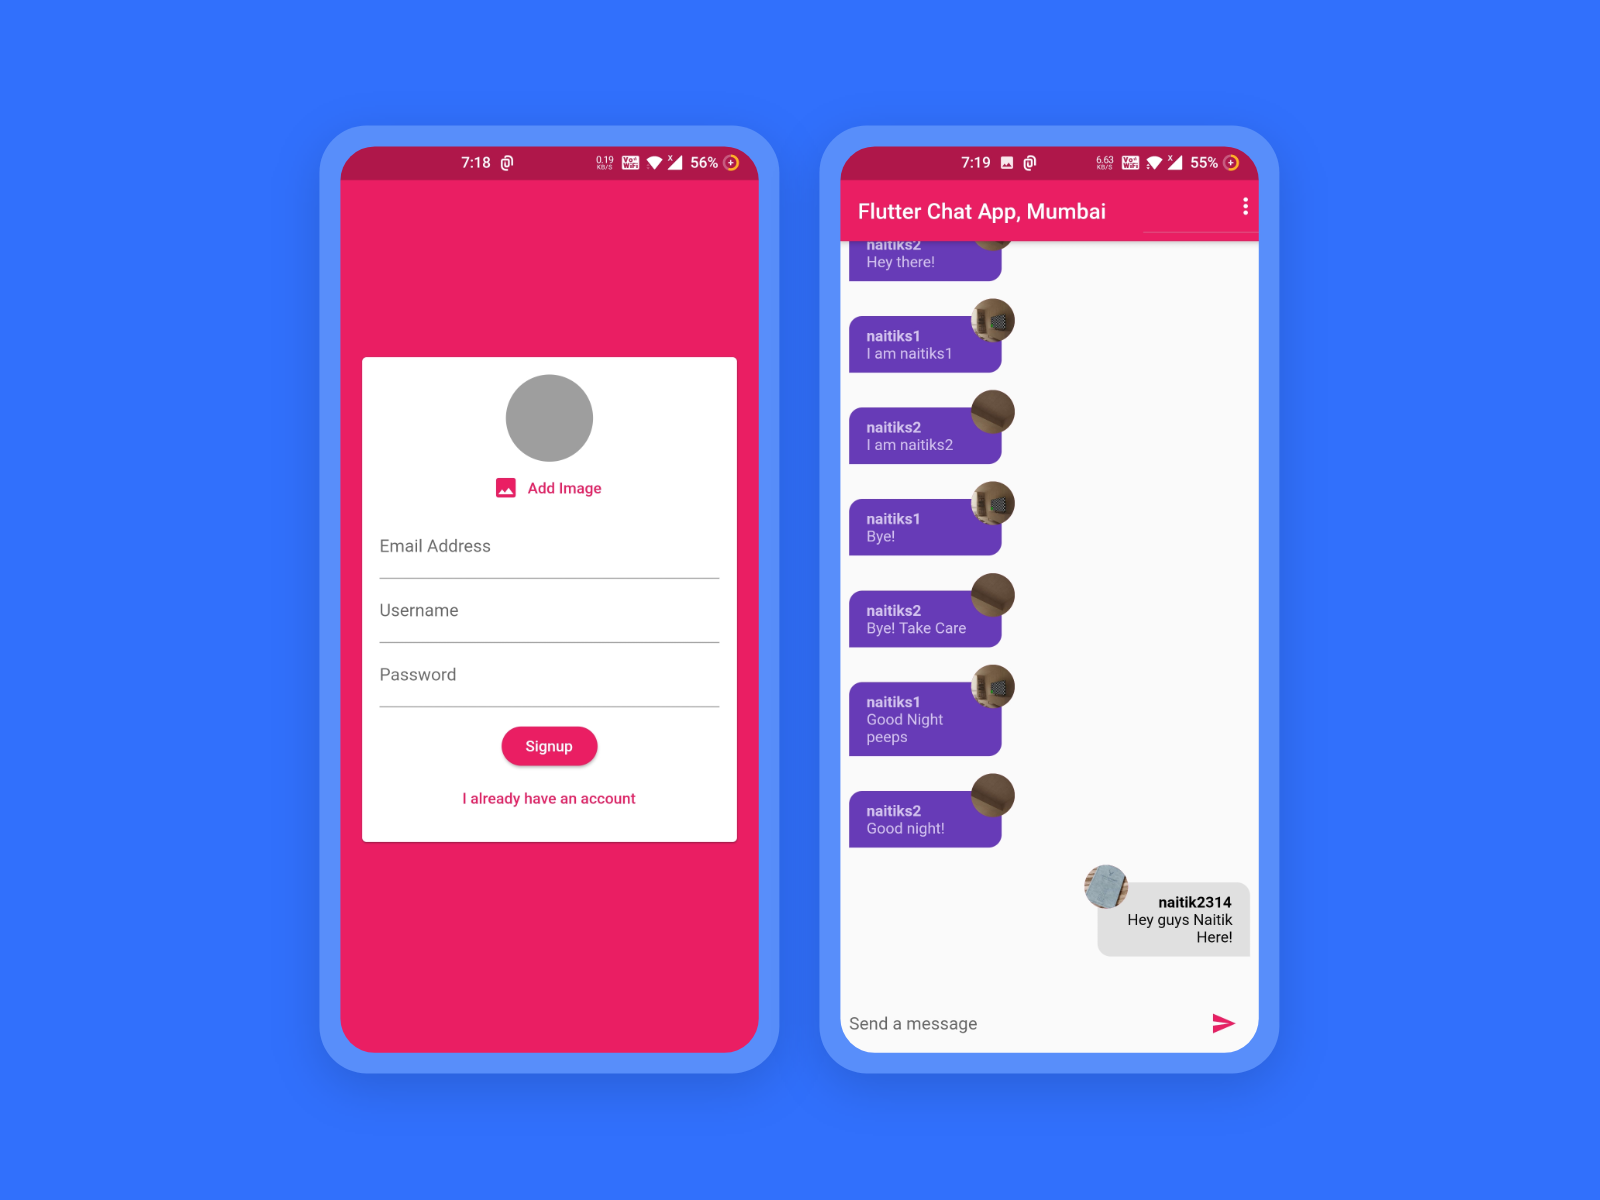 7:18
0.19
KB/S
Vo
WiFi
X
56%
Add Image
Email Address
Username
Password
Signup
I already have an account
7:19
6.63
KB/S
Vo
WiFi
X
55%
Flutter Chat App, Mumbai
naitiks2
Hey there!
naitiks1
I am naitiks1
naitiks2
I am naitiks2
naitiks1
Bye!
naitiks2
Bye! Take Care
naitiks1
Good Night
peeps
naitiks2
Good night!
naitik2314
Hey guys Naitik
Here!
Send a message